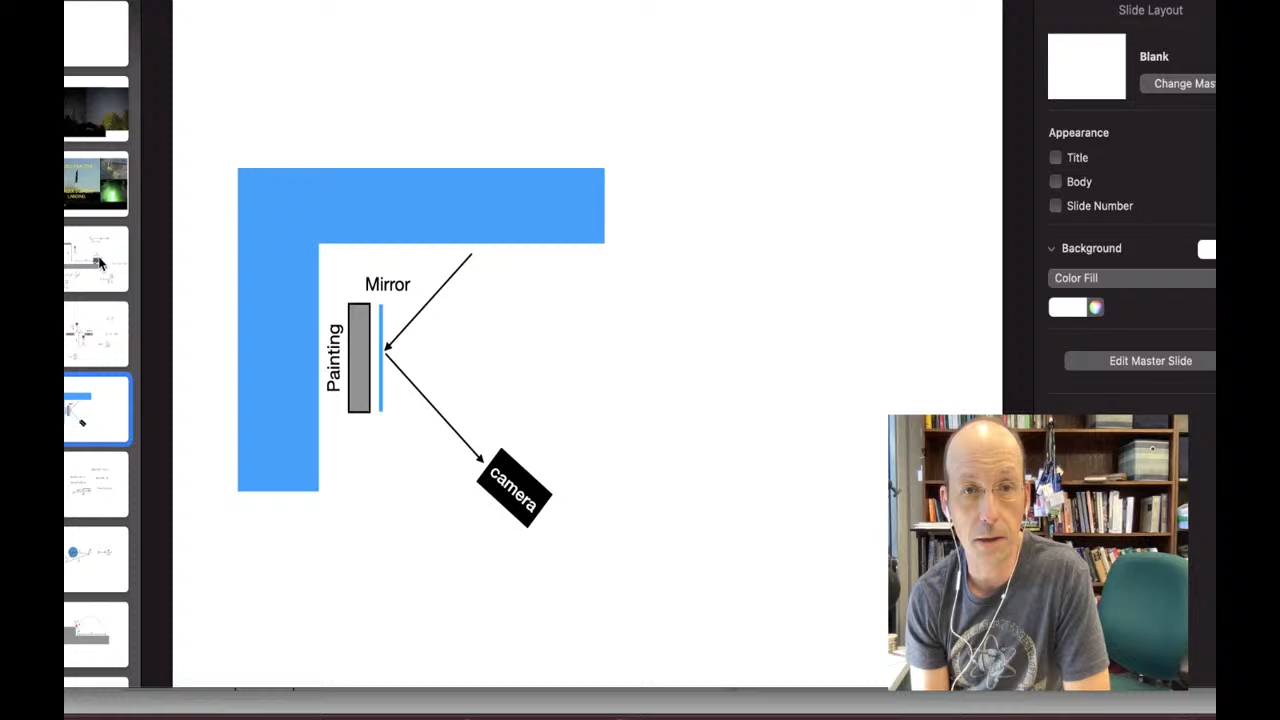 Slide Layout
Blank
Change Mas
Appearance
Title
Body
Slide Number
Background
Color Fill
Edit Master Slide
Mirror
Painting
camera
LANDING